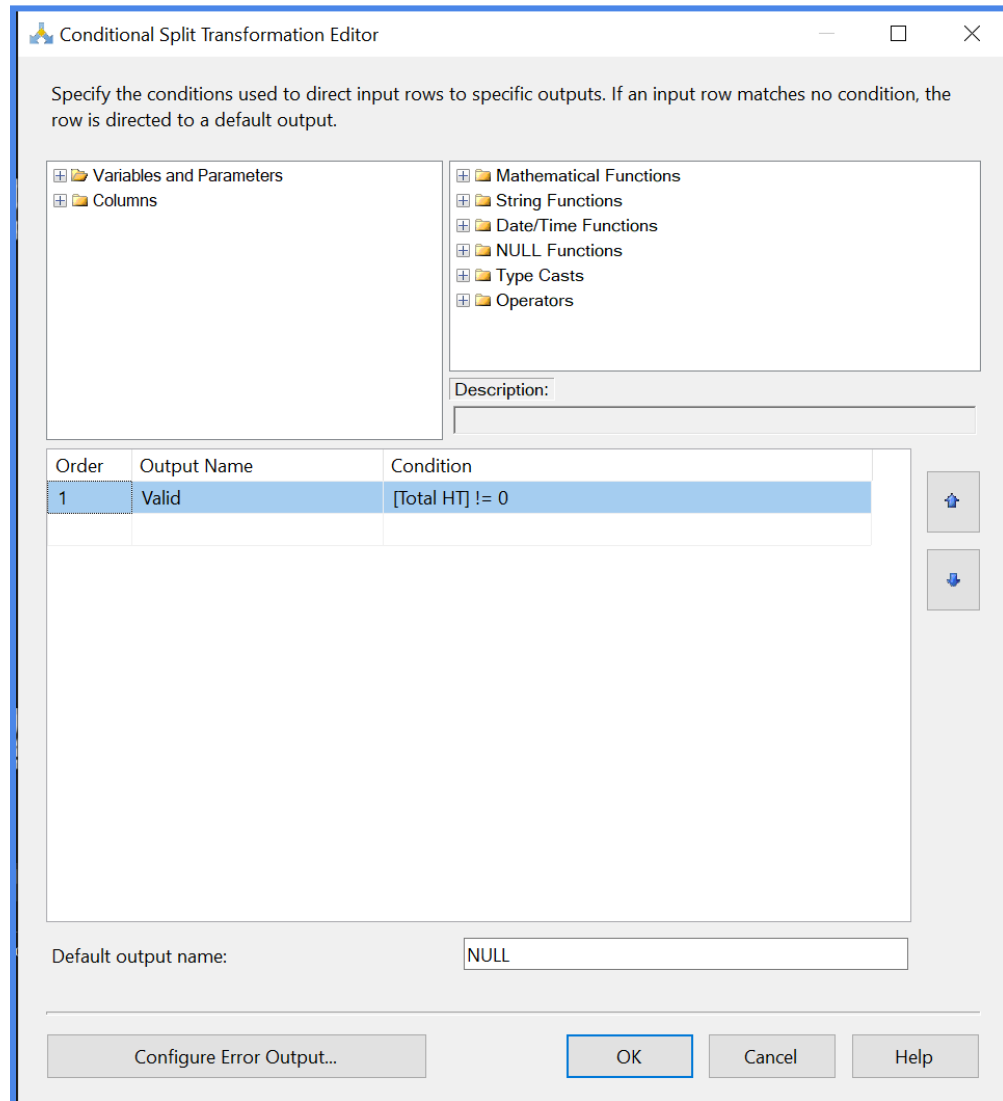 Conditional Split Transformation Editor
Specify the conditions used to direct input rows to specific outputs. If an input row matches no condition, the
row is directed to a default output.
Variables and Parameters
Columns
Mathematical Functions
String Functions
Date/Time Functions
NULL Functions
Type Casts
Operators
Description:
Order Output Name Condition
1 Valid [Total HT] != 0
Default output name: NULL
Configure Error Output... OK Cancel Help